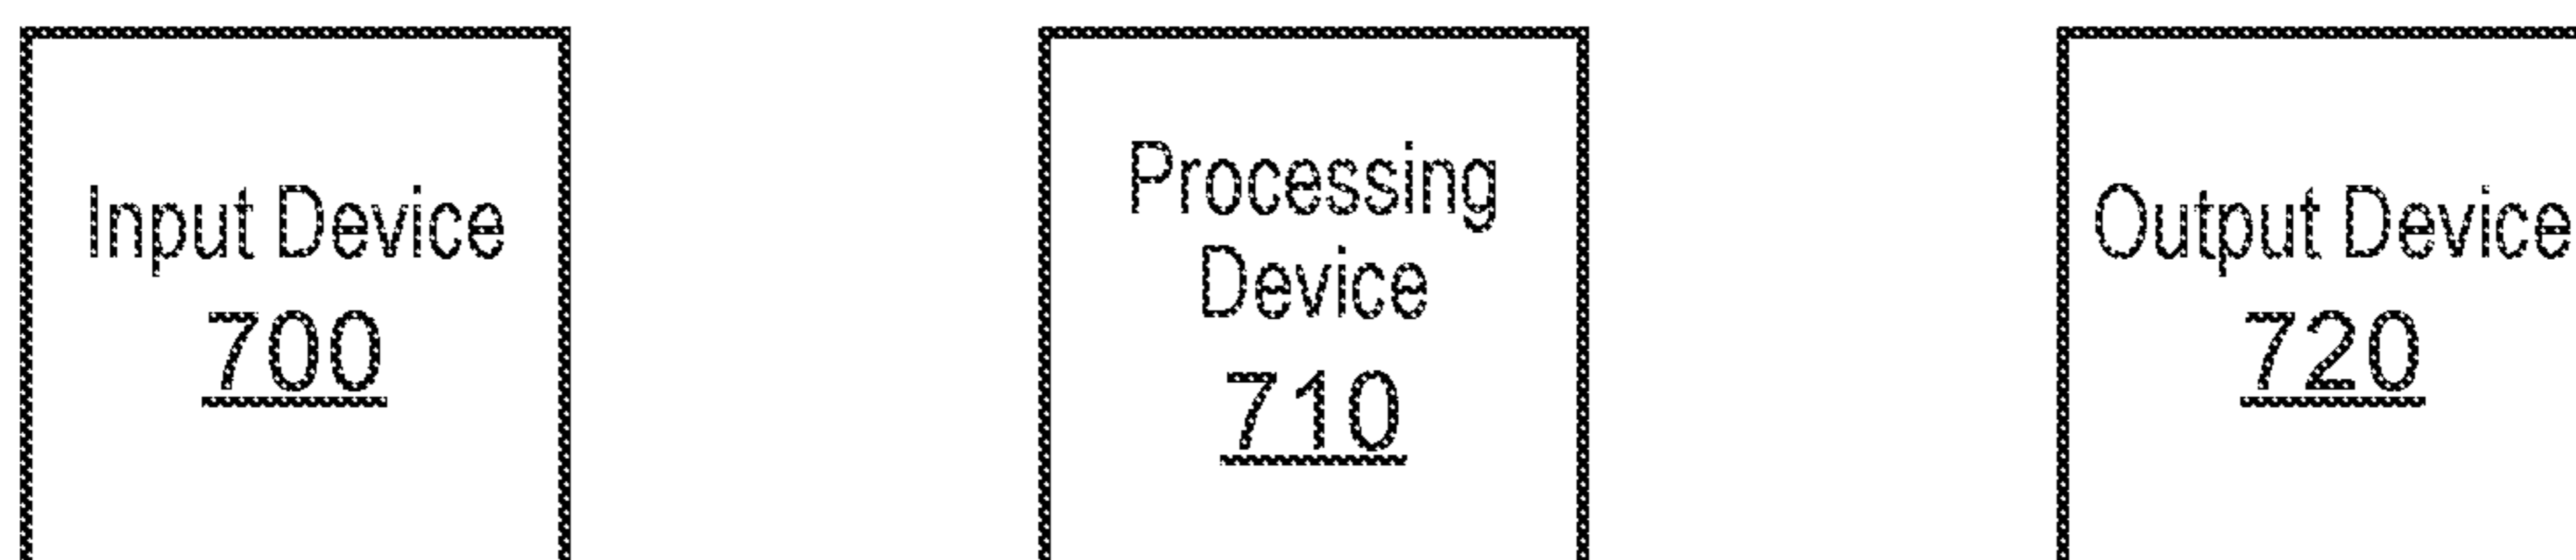 Input Device
700
Processing
Device
710
Output Device
720